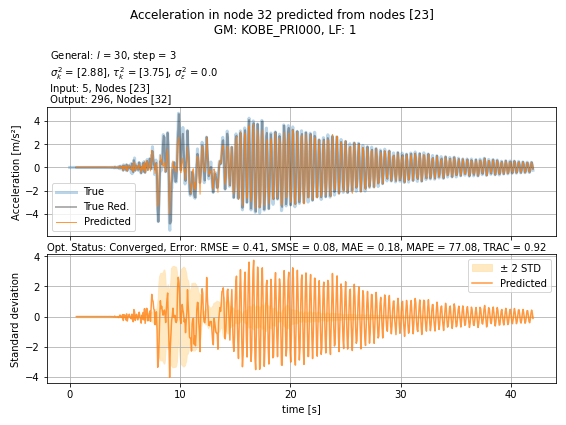 Acceleration in node 32 predicted from nodes [23]
GM: KOBE_PRI000, LF: 1
General: l = 30, step = 3
σ²ₖ = [2.88], τ²ₖ = [3.75], σ²ε = 0.0
Input: 5, Nodes [23]
Output: 296, Nodes [32]
Acceleration [m/s²]
4
2
0
−2
−4
True
True Red.
Predicted
Opt. Status: Converged, Error: RMSE = 0.41, SMSE = 0.08, MAE = 0.18, MAPE = 77.08, TRAC = 0.92
Standard deviation
4
2
0
−2
−4
± 2 STD
Predicted
0 10 20 30 40
time [s]